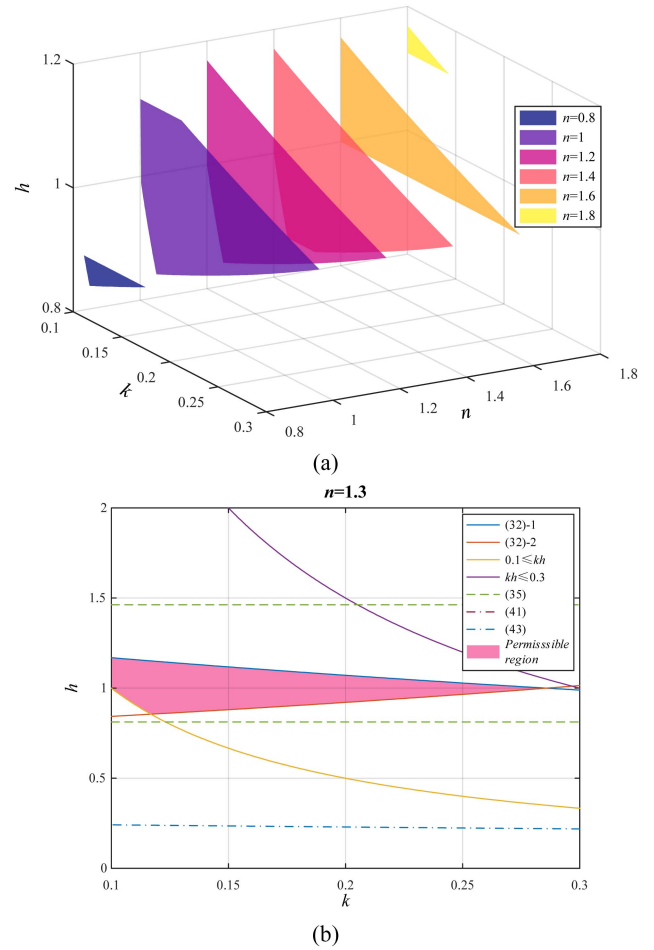 1.2
1
0.8
h
0.1
0.15
0.2
0.25
0.3
k
0.8
1
1.2
1.4
1.6
1.8
n
n=0.8
n=1
n=1.2
n=1.4
n=1.6
n=1.8
(a)
n=1.3
2
1.5
1
0.5
0
h
0.1
0.15
0.2
0.25
0.3
k
(32)-1
(32)-2
0.1≤kh
kh≤0.3
(35)
(41)
(43)
Permisssible
region
(b)